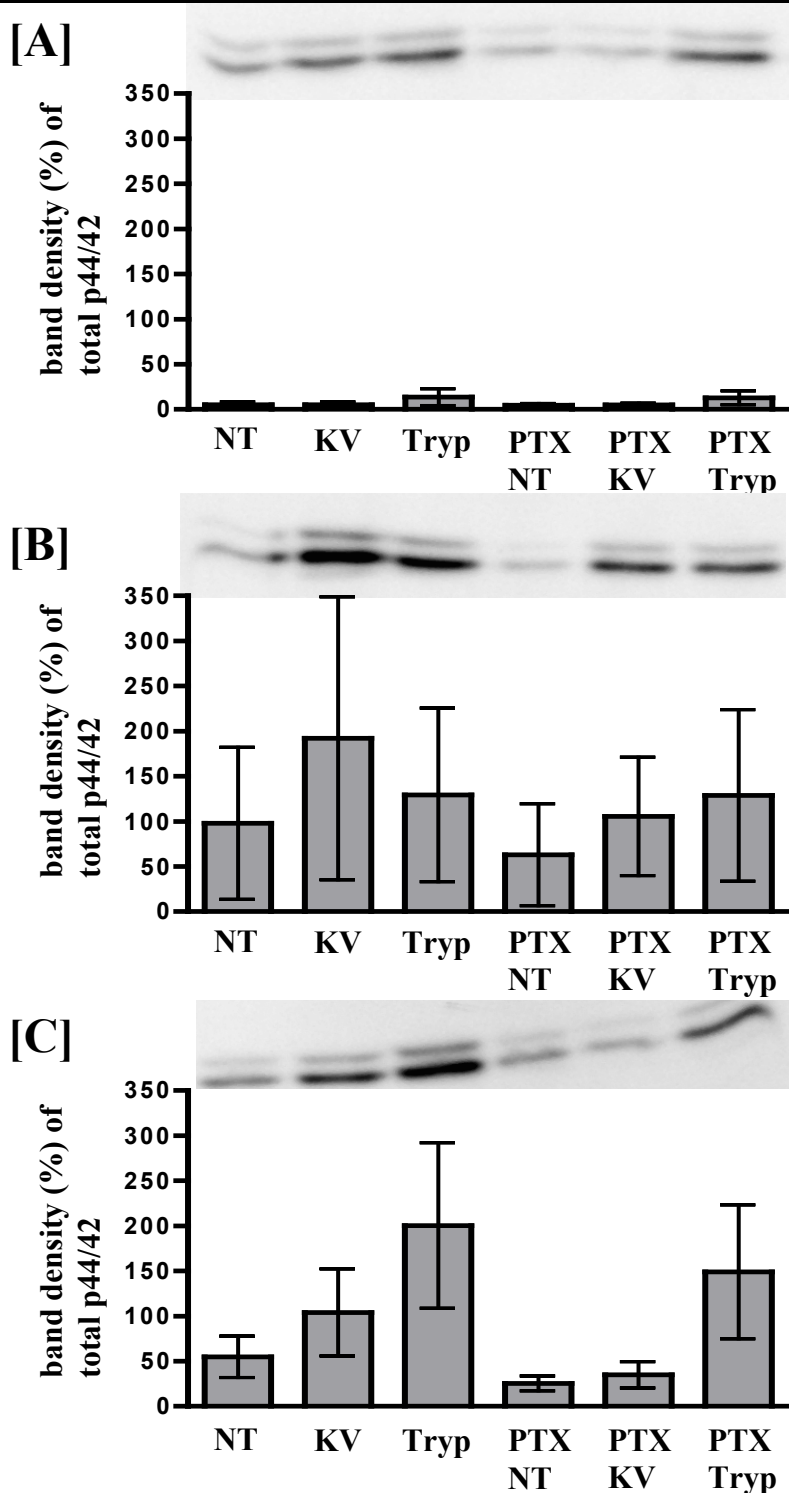 [A]
band density (%) of
total p44/42
350
300
250
200
150
100
50
0
NT KV Tryp PTX PTX PTX
NT KV Tryp
[B]
band density (%) of
total p44/42
350
300
250
200
150
100
50
0
NT KV Tryp PTX PTX PTX
NT KV Tryp
[C]
band density (%) of
total p44/42
350
300
250
200
150
100
50
0
NT KV Tryp PTX PTX PTX
NT KV Tryp